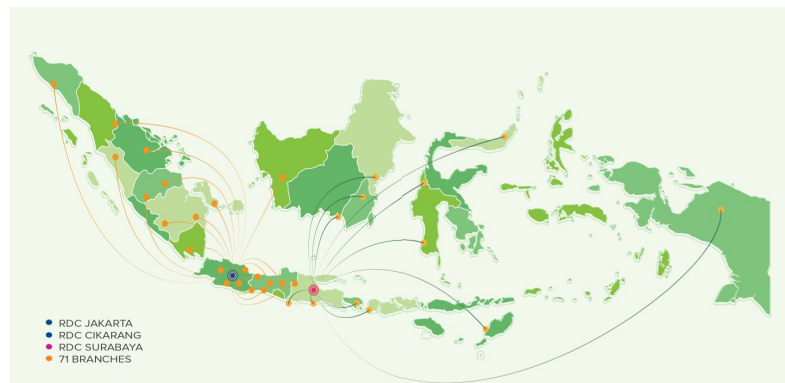 RDC JAKARTA
RDC CIKARANG
RDC SURABAYA
71 BRANCHES